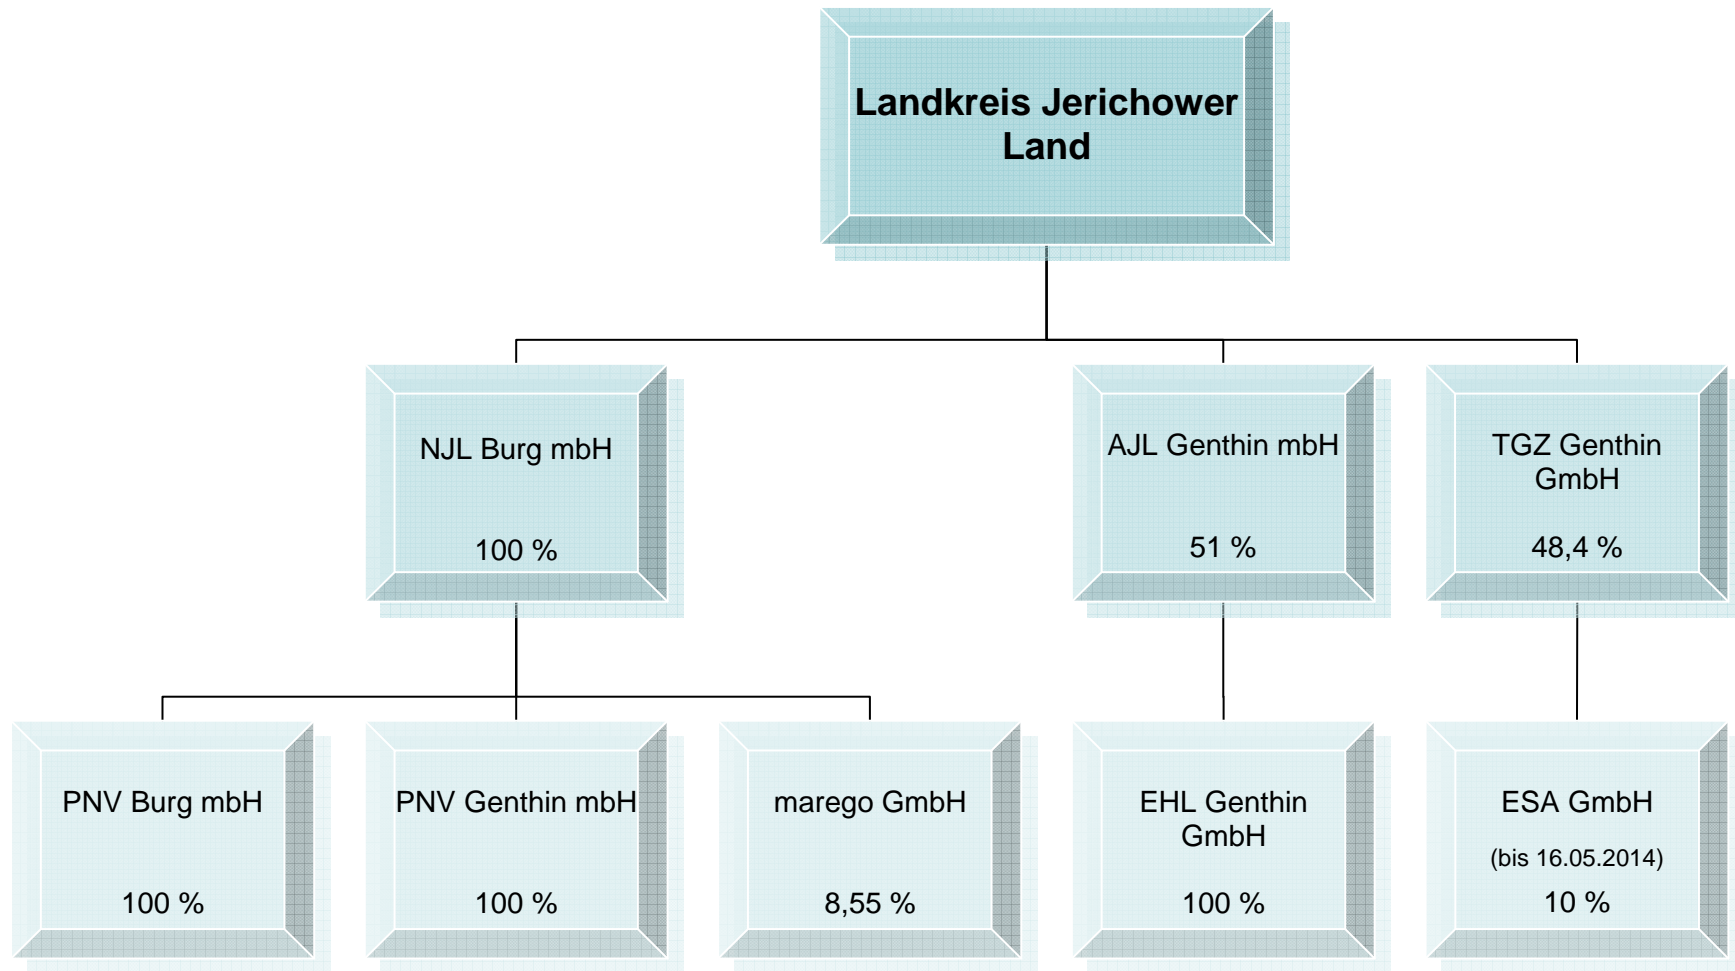 Landkreis Jerichower
Land
NJL Burg mbH
100 %
AJL Genthin mbH
51 %
TGZ Genthin
GmbH
48,4 %
PNV Burg mbH
100 %
PNV Genthin mbH
100 %
marego GmbH
8,55 %
EHL Genthin
GmbH
100 %
ESA GmbH
(bis 16.05.2014)
10 %